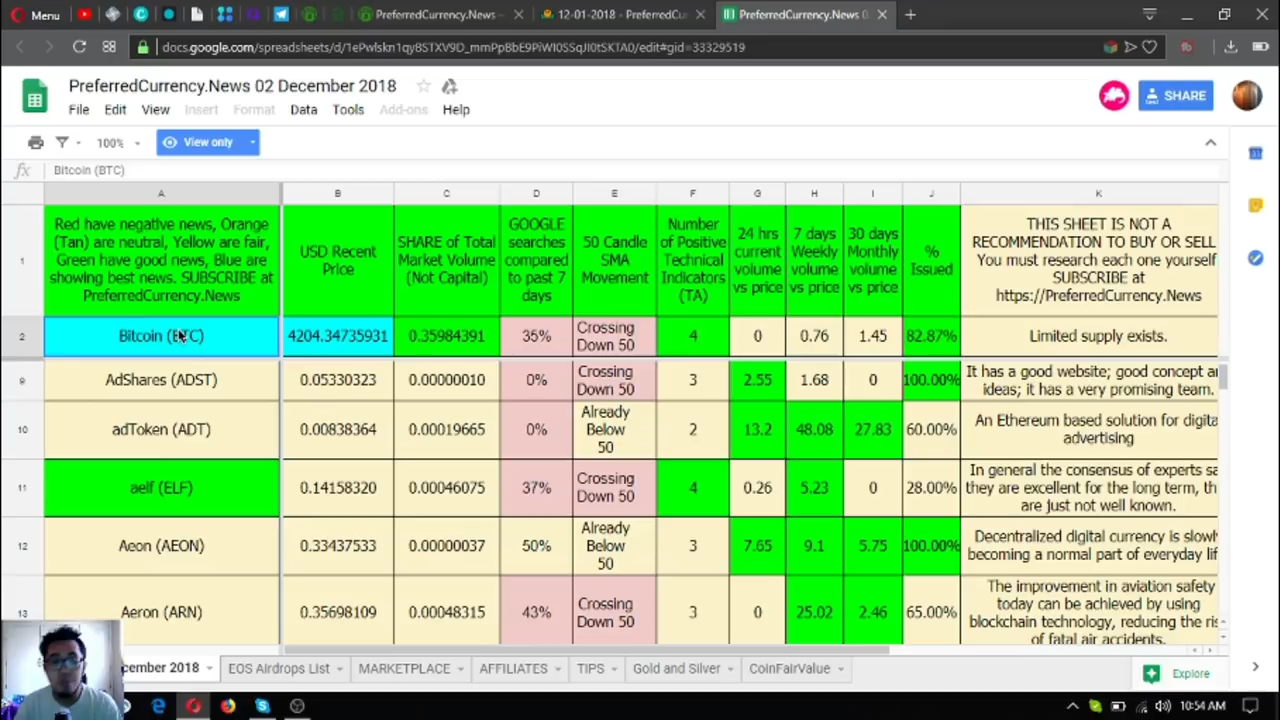 Menu
PreferredCurrency.News -
12-01-2018 - PreferredCu
PreferredCurrency.News 0
docs.google.com/spreadsheets/d/1ePwlskn1qy8STXV9D_mmPpBbE9PiWI0SSqJI0tSKTA0/edit#gid=33329519
PreferredCurrency.News 02 December 2018
SHARE
File Edit View Insert Format Data Tools Add-ons Help
100%
View only
fx Bitcoin (BTC)
A B C D E F G H I J K
1
Red have negative news, Orange
(Tan) are neutral, Yellow are fair,
Green have good news, Blue are
showing best news. SUBSCRIBE at
PreferredCurrency.News
USD Recent
Price
SHARE of Total
Market Volume
(Not Capital)
GOOGLE
searches
compared
to past 7
days
50 Candle
SMA
Movement
Number
of Positive
Technical
Indicators
(TA)
24 hrs
current
volume
vs price
7 days
Weekly
volume
vs price
30 days
Monthly
volume
vs price
%
Issued
THIS SHEET IS NOT A
RECOMMENDATION TO BUY OR SELL
You must research each one yourself
SUBSCRIBE at
https://PreferredCurrency.News
2
Bitcoin (BTC)
4204.34735931
0.35984391
35%
Crossing
Down 50
4
0
0.76
1.45
82.87%
Limited supply exists.
9
AdShares (ADST)
0.05330323
0.00000010
0%
Crossing
Down 50
3
2.55
1.68
0
100.00%
It has a good website; good concept an
ideas; it has a very promising team.
10
adToken (ADT)
0.00838364
0.00019665
0%
Already
Below
50
2
13.2
48.08
27.83
60.00%
An Ethereum based solution for digita
advertising
11
aelf (ELF)
0.14158320
0.00046075
37%
Crossing
Down 50
4
0.26
5.23
0
28.00%
In general the consensus of experts sa
they are excellent for the long term, th
are just not well known.
12
Aeon (AEON)
0.33437533
0.00000037
50%
Already
Below
50
3
7.65
9.1
5.75
100.00%
Decentralized digital currency is slowl
becoming a normal part of everyday lif
13
Aeron (ARN)
0.35698109
0.00048315
43%
Crossing
Down 50
3
0
25.02
2.46
65.00%
The improvement in aviation safety
today can be achieved by using
blockchain technology, reducing the ris
of fatal air accidents.
cember 2018
EOS Airdrops List
MARKETPLACE
AFFILIATES
TIPS
Gold and Silver
CoinFairValue
Explore
10:54 AM